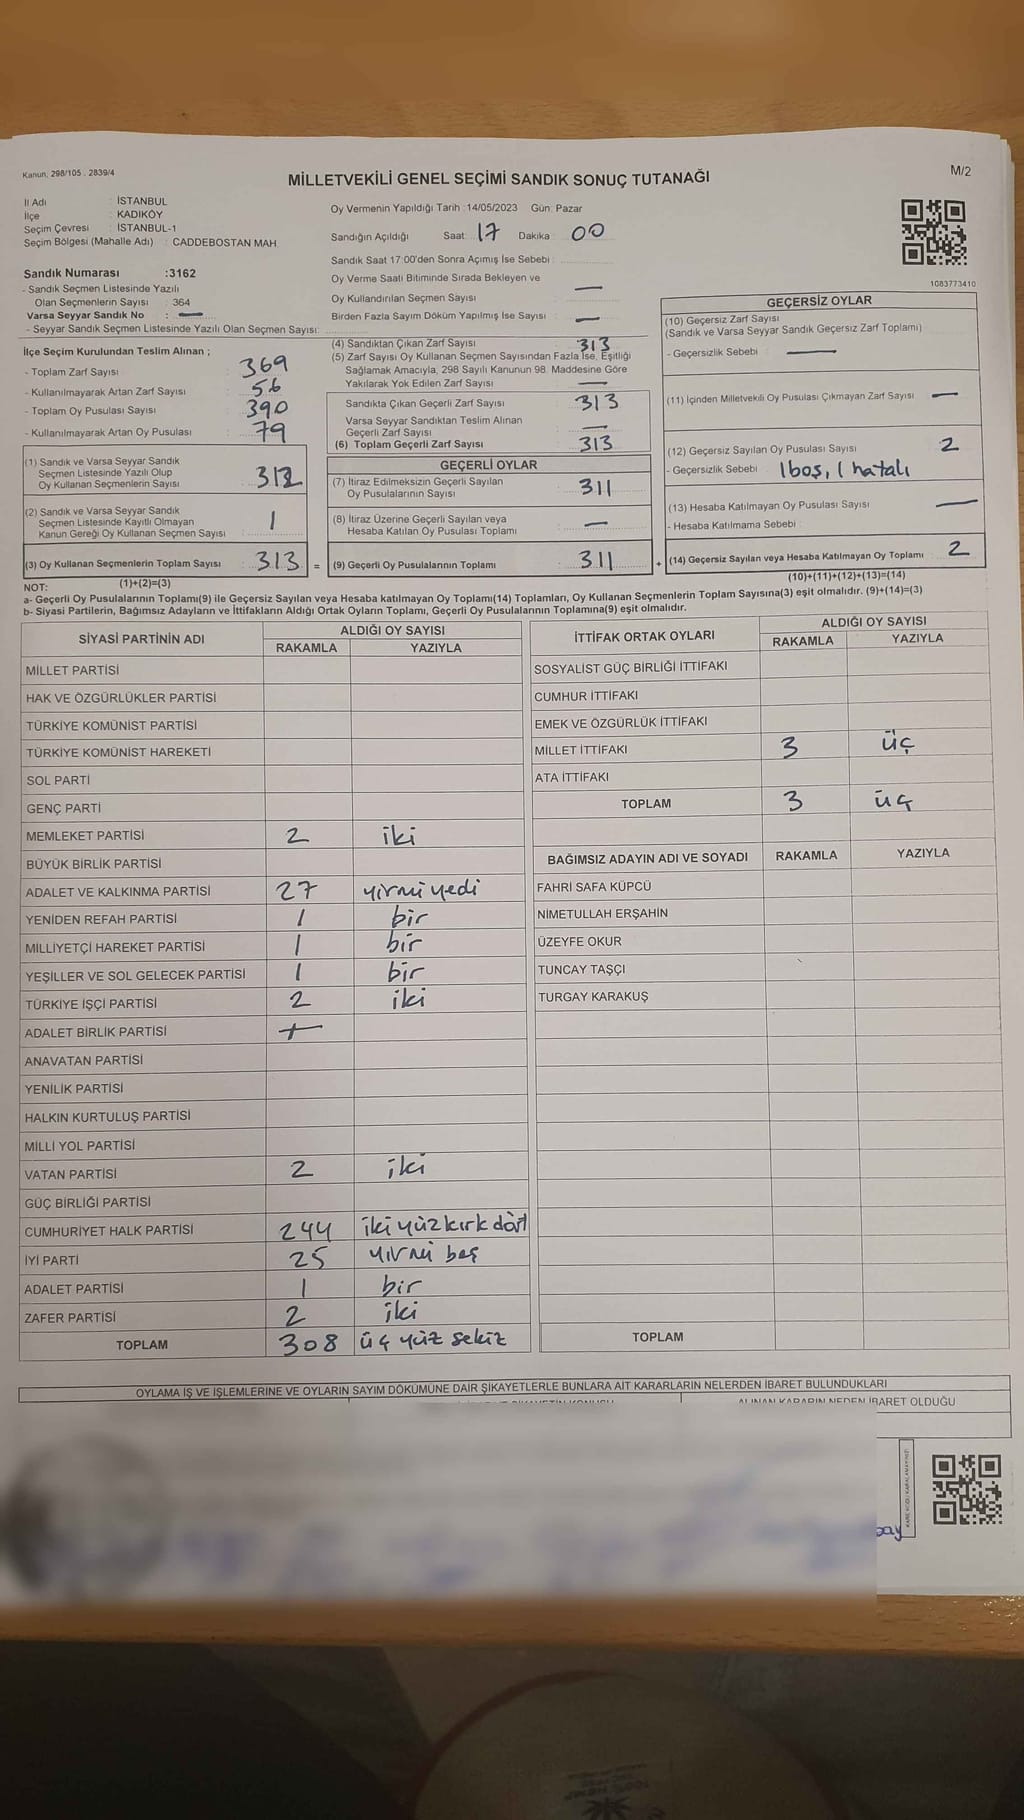 Kanun: 298/105 . 2839/4
M/2
MİLLETVEKİLİ GENEL SEÇİMİ SANDIK SONUÇ TUTANAĞI
İl Adı : İSTANBUL
İlçe : KADIKÖY
Seçim Çevresi : İSTANBUL-1
Seçim Bölgesi (Mahalle Adı) : CADDEBOSTAN MAH.
Sandık Numarası :3162
- Sandık Seçmen Listesinde Yazılı
Olan Seçmenlerin Sayısı : 364
Varsa Seyyar Sandık No : —
- Seyyar Sandık Seçmen Listesinde Yazılı Olan Seçmen Sayısı:
Oy Vermenin Yapıldığı Tarih :14/05/2023 Gün: Pazar
Sandığın Açıldığı Saat: 17 Dakika : 00
Sandık Saat 17:00'den Sonra Açımış İse Sebebi :
Oy Verme Saati Bitiminde Sırada Bekleyen ve
Oy Kullandırılan Seçmen Sayısı —
Birden Fazla Sayım Döküm Yapılmış İse Sayısı : —
1083773410
İlçe Seçim Kurulundan Teslim Alınan ;
- Toplam Zarf Sayısı : 369
- Kullanılmayarak Artan Zarf Sayısı : 56
- Toplam Oy Pusulası Sayısı : 390
- Kullanılmayarak Artan Oy Pusulası : 79
(1) Sandık ve Varsa Seyyar Sandık
Seçmen Listesinde Yazılı Olup
Oy Kullanan Seçmenlerin Sayısı : 312
(2) Sandık ve Varsa Seyyar Sandık
Seçmen Listesinde Kayıtlı Olmayan
Kanun Gereği Oy Kullanan Seçmen Sayısı : 1
(3) Oy Kullanan Seçmenlerin Toplam Sayısı : 313 =
(4) Sandıktan Çıkan Zarf Sayısı : 313
(5) Zarf Sayısı Oy Kullanan Seçmen Sayısından Fazla İse, Eşitliği
Sağlamak Amacıyla, 298 Sayılı Kanunun 98. Maddesine Göre
Yakılarak Yok Edilen Zarf Sayısı : —
Sandıkta Çıkan Geçerli Zarf Sayısı : 313
Varsa Seyyar Sandıktan Teslim Alınan
Geçerli Zarf Sayısı : —
(6) Toplam Geçerli Zarf Sayısı : 313
GEÇERLİ OYLAR
(7) İtiraz Edilmeksizin Geçerli Sayılan
Oy Pusulalarının Sayısı : 311
(8) İtiraz Üzerine Geçerli Sayılan veya
Hesaba Katılan Oy Pusulası Toplamı : —
(9) Geçerli Oy Pusulalarının Toplamı : 311 +
GEÇERSİZ OYLAR
(10) Geçersiz Zarf Sayısı
(Sandık ve Varsa Seyyar Sandık Geçersiz Zarf Toplamı)
- Geçersizlik Sebebi : —
(11) İçinden Milletvekili Oy Pusulası Çıkmayan Zarf Sayısı : —
(12) Geçersiz Sayılan Oy Pusulası Sayısı : 2
- Geçersizlik Sebebi : 1 boş, 1 hatalı
(13) Hesaba Katılmayan Oy Pusulası Sayısı : —
- Hesaba Katılmama Sebebi :
(14) Geçersiz Sayılan veya Hesaba Katılmayan Oy Toplamı : 2
NOT: (1)+(2)=(3) (10)+(11)+(12)+(13)=(14)
a- Geçerli Oy Pusulalarının Toplamı(9) ile Geçersiz Sayılan veya Hesaba katılmayan Oy Toplamı(14) Toplamları, Oy Kullanan Seçmenlerin Toplam Sayısına(3) eşit olmalıdır. (9)+(14)=(3)
b- Siyasi Partilerin, Bağımsız Adayların ve İttifakların Aldığı Ortak Oyların Toplamı, Geçerli Oy Pusulalarının Toplamına(9) eşit olmalıdır.
SİYASİ PARTİNİN ADI ALDIĞI OY SAYISI
RAKAMLA YAZIYLA
MİLLET PARTİSİ
HAK VE ÖZGÜRLÜKLER PARTİSİ
TÜRKİYE KOMÜNİST PARTİSİ
TÜRKİYE KOMÜNİST HAREKETİ
SOL PARTİ
GENÇ PARTİ
MEMLEKET PARTİSİ 2 iki
BÜYÜK BİRLİK PARTİSİ
ADALET VE KALKINMA PARTİSİ 27 yirmi yedi
YENİDEN REFAH PARTİSİ 1 bir
MİLLİYETÇİ HAREKET PARTİSİ 1 bir
YEŞİLLER VE SOL GELECEK PARTİSİ 1 bir
TÜRKİYE İŞÇİ PARTİSİ 2 iki
ADALET BİRLİK PARTİSİ
ANAVATAN PARTİSİ
YENİLİK PARTİSİ
HALKIN KURTULUŞ PARTİSİ
MİLLİ YOL PARTİSİ
VATAN PARTİSİ 2 iki
GÜÇ BİRLİĞİ PARTİSİ
CUMHURİYET HALK PARTİSİ 244 iki yüz kırk dört
İYİ PARTİ 25 yirmi beş
ADALET PARTİSİ 1 bir
ZAFER PARTİSİ 2 iki
TOPLAM 308 üç yüz sekiz
İTTİFAK ORTAK OYLARI ALDIĞI OY SAYISI
RAKAMLA YAZIYLA
SOSYALİST GÜÇ BİRLİĞİ İTTİFAKI
CUMHUR İTTİFAKI
EMEK VE ÖZGÜRLÜK İTTİFAKI
MİLLET İTTİFAKI 3 üç
ATA İTTİFAKI
TOPLAM 3 üç
BAĞIMSIZ ADAYIN ADI VE SOYADI RAKAMLA YAZIYLA
FAHRİ SAFA KÜPCÜ
NİMETULLAH ERŞAHİN
ÜZEYFE OKUR
TUNCAY TAŞÇI
TURGAY KARAKUŞ
TOPLAM
OYLAMA İŞ VE İŞLEMLERİNE VE OYLARIN SAYIM DÖKÜMÜNE DAİR ŞİKAYETLERLE BUNLARA AİT KARARLARIN NELERDEN İBARET BULUNDUKLARI
ALINAN KARARIN NEDEN İBARET OLDUĞU